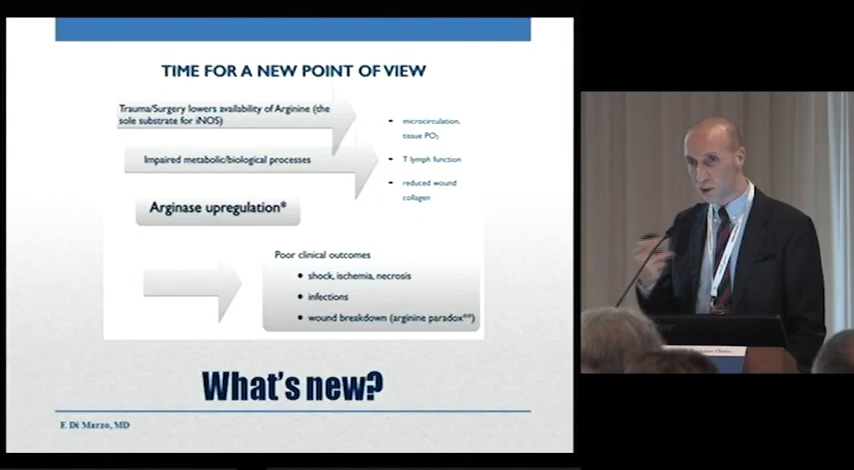 TIME FOR A NEW POINT OF VIEW
Trauma/Surgery lowers availability of Arginine (the
sole substrate for iNOS)
Impaired metabolic/biological processes
Arginase upregulation*
- microcirculation,
tissue PO₂
- T lymph function
- reduced wound
collagen
Poor clinical outcomes
• shock, ischemia, necrosis
• infections
• wound breakdown (arginine paradox**)
What's new?
F. Di Marzo, MD